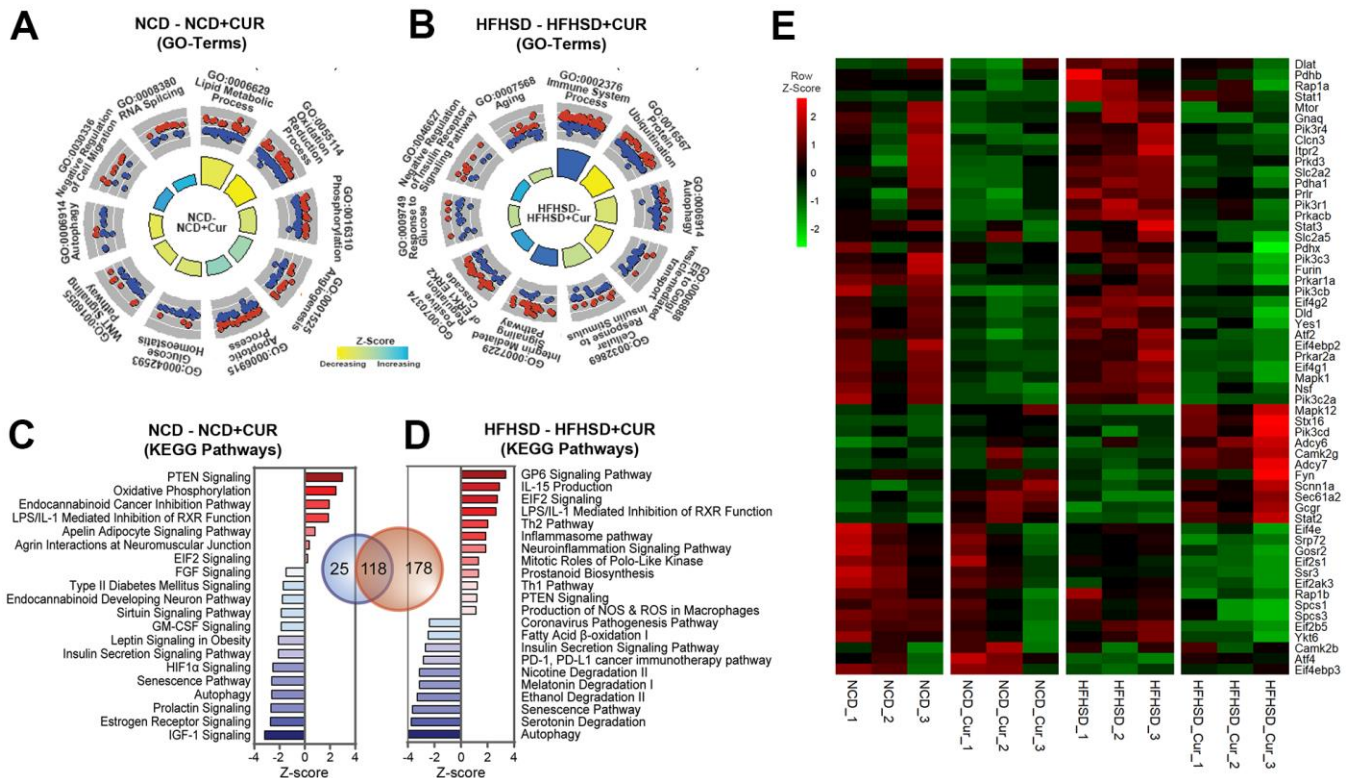 A
NCD - NCD+CUR
(GO-Terms)
GO:0006629
Lipid Metabolic
Process
GO:0055114
Oxidation
Reduction
Process
GO:0016310
Phosphorylation
GO:0001525
Angiogenesis
GO:0006915
Apoptotic
Process
GO:00042593
Glucose
Homeostatis
GO:0016055
WNT Signaling
Pathway
GO:0006914
Autophagy
GO:0030336
Negative Regulation
of Cell Migration
GO:0008380
RNA Splicing
NCD-
NCD+Cur
B
HFHSD - HFHSD+CUR
(GO-Terms)
GO:0002376
Immune System
Process
GO:0016567
Protein
Ubiquitination
GO:0006914
Autophagy
GO:0006888
ER to Golgi
vesicle-mediated
transport
GO:0032869
Cellular
Response to
Insulin Stimulus
GO:0007229
Integrin Mediated
Signaling
Pathway
GO:0070374
Positive
Regulation
of ERK1/ERK2
Cascade
GO:0009749
Response to
Glucose
GO:0046627
Negative Regulation
of Insulin Receptor
Signaling Pathway
GO:0007568
Aging
HFHSD-
HFHSD+Cur
Z-Score
Decreasing Increasing
C
NCD - NCD+CUR
(KEGG Pathways)
PTEN Signaling
Oxidative Phosphorylation
Endocannabinoid Cancer Inhibition Pathway
LPS/IL-1 Mediated Inhibition of RXR Function
Apelin Adipocyte Signaling Pathway
Agrin Interactions at Neuromuscular Junction
EIF2 Signaling
FGF Signaling
Type II Diabetes Mellitus Signaling
Endocannabinoid Developing Neuron Pathway
Sirtuin Signaling Pathway
GM-CSF Signaling
Leptin Signaling in Obesity
Insulin Secretion Signaling Pathway
HIF1α Signaling
Senescence Pathway
Autophagy
Prolactin Signaling
Estrogen Receptor Signaling
IGF-1 Signaling
-4 -2 0 2 4
Z-score
25 118 178
D
HFHSD - HFHSD+CUR
(KEGG Pathways)
GP6 Signaling Pathway
IL-15 Production
EIF2 Signaling
LPS/IL-1 Mediated Inhibition of RXR Function
Th2 Pathway
Inflammasome pathway
Neuroinflammation Signaling Pathway
Mitotic Roles of Polo-Like Kinase
Prostanoid Biosynthesis
Th1 Pathway
PTEN Signaling
Production of NOS & ROS in Macrophages
Coronavirus Pathogenesis Pathway
Fatty Acid β-oxidation I
Insulin Secretion Signaling Pathway
PD-1, PD-L1 cancer immunotherapy pathway
Nicotine Degradation II
Melatonin Degradation I
Ethanol Degradation II
Senescence Pathway
Serotonin Degradation
Autophagy
-4 -2 0 2 4
Z-score
E
Row
Z-Score
2
1
0
-1
-2
Dlat
Pdhb
Rap1a
Stat1
Mtor
Gnaq
Pik3r4
Clcn3
Itpr2
Prkd3
Slc2a2
Pdha1
Prlr
Pik3r1
Prkacb
Stat3
Slc2a5
Pdhx
Pik3c3
Furin
Prkar1a
Pik3cb
Eif4g2
Dld
Yes1
Atf2
Eif4ebp2
Prkar2a
Eif4g1
Mapk1
Nsf
Pik3c2a
Mapk12
Stx16
Pik3cd
Adcy6
Camk2g
Adcy7
Fyn
Scnn1a
Sec61a2
Gcgr
Stat2
Eif4e
Srp72
Gosr2
Eif2s1
Ssr3
Eif2ak3
Rap1b
Spcs1
Spcs3
Eif2b5
Ykt6
Camk2b
Atf4
Eif4ebp3
NCD_1
NCD_2
NCD_3
NCD_Cur_1
NCD_Cur_2
NCD_Cur_3
HFHSD_1
HFHSD_2
HFHSD_3
HFHSD_Cur_1
HFHSD_Cur_2
HFHSD_Cur_3